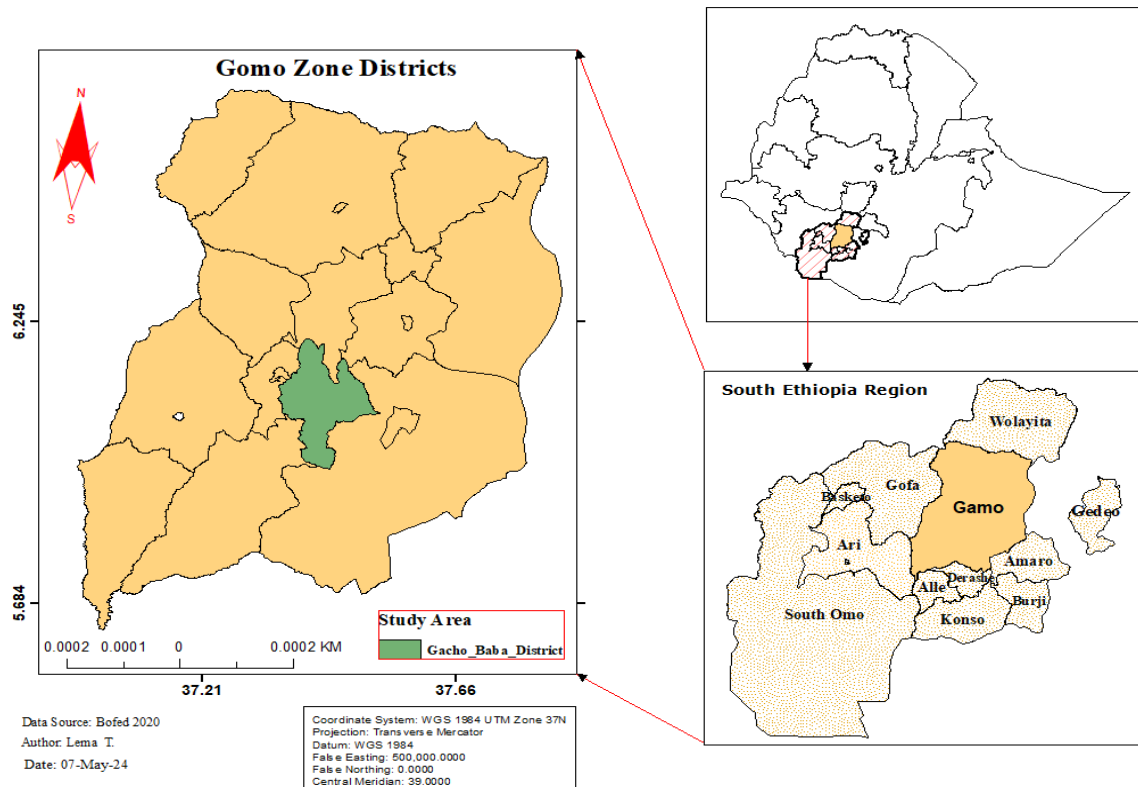 Gomo Zone Districts
N
S
6.245
5.684
0.0002 0.0001 0 0.0002 KM
37.21 37.66
Study Area
Gacho_Baba_District
Data Source: Bofed 2020
Author: Lema T.
Date: 07-May-24
Coordinate System: WGS 1984 UTM Zone 37N
Projection: Transverse Mercator
Datum: WGS 1984
False Easting: 500,000.0000
False Northing: 0.0000
Central Meridian: 39.0000
South Ethiopia Region
Wolayita
Gofa
Basketo
Gamo
Gedeo
Ari
Amaro
Alle
Derashe
Burji
South Omo
Konso